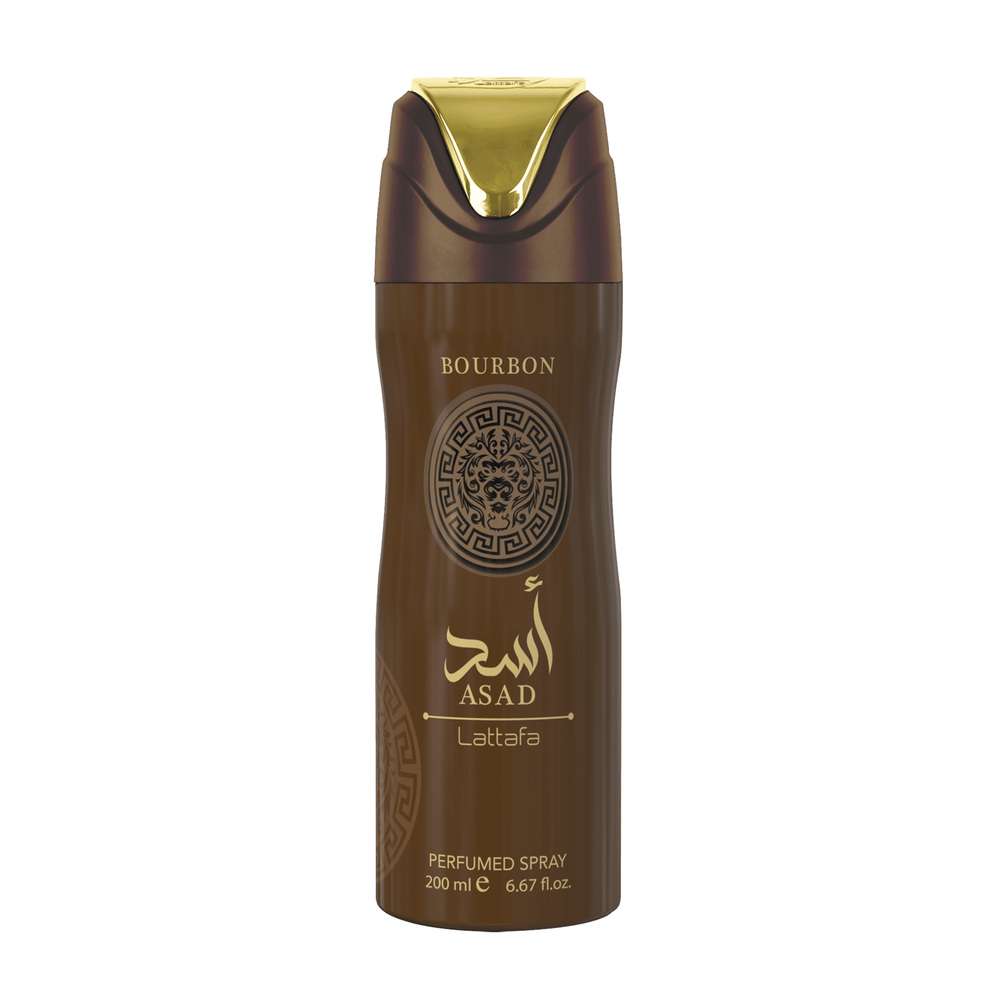 BOURBON
أسد
ASAD
Lattafa
PERFUMED SPRAY
200 ml e 6.67 fl.oz.